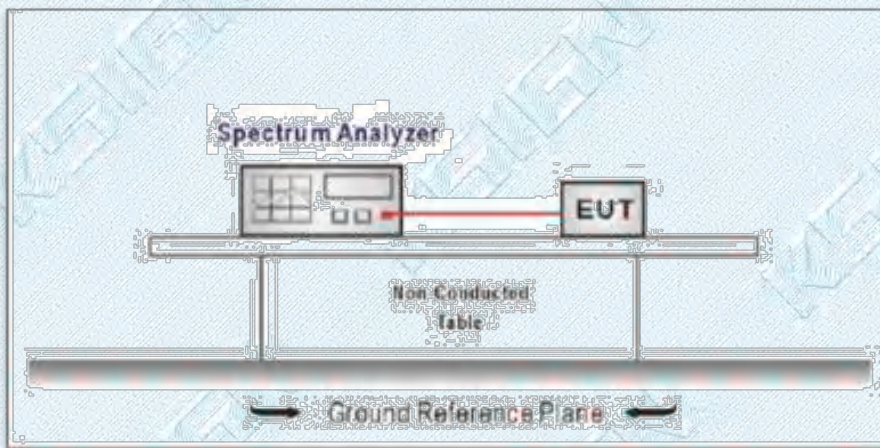 Spectrum Analyzer
EUT
Non Conducted
Table
Ground Reference Plane